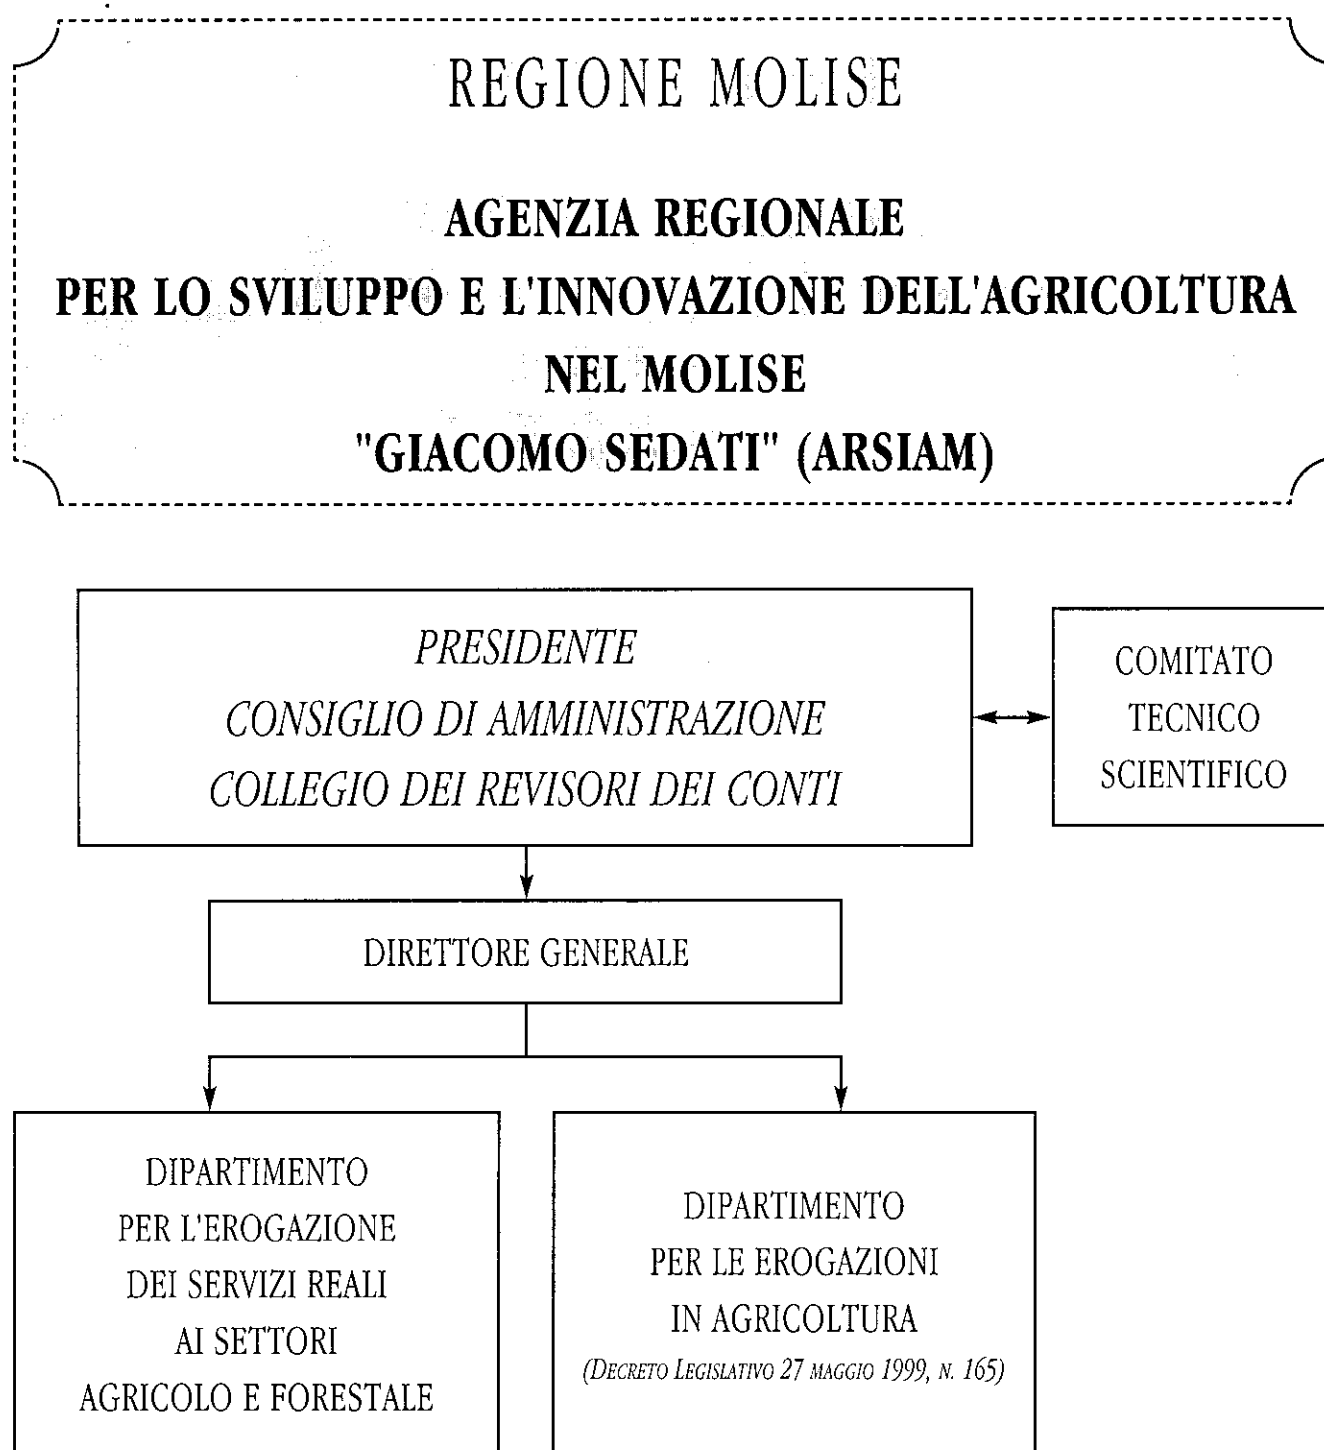 REGIONE MOLISE
AGENZIA REGIONALE
PER LO SVILUPPO E L'INNOVAZIONE DELL'AGRICOLTURA
NEL MOLISE
"GIACOMO SEDATI" (ARSIAM)
PRESIDENTE
CONSIGLIO DI AMMINISTRAZIONE
COLLEGIO DEI REVISORI DEI CONTI
COMITATO
TECNICO
SCIENTIFICO
DIRETTORE GENERALE
DIPARTIMENTO
PER L'EROGAZIONE
DEI SERVIZI REALI
AI SETTORI
AGRICOLO E FORESTALE
DIPARTIMENTO
PER LE EROGAZIONI
IN AGRICOLTURA
(DECRETO LEGISLATIVO 27 MAGGIO 1999, N. 165)